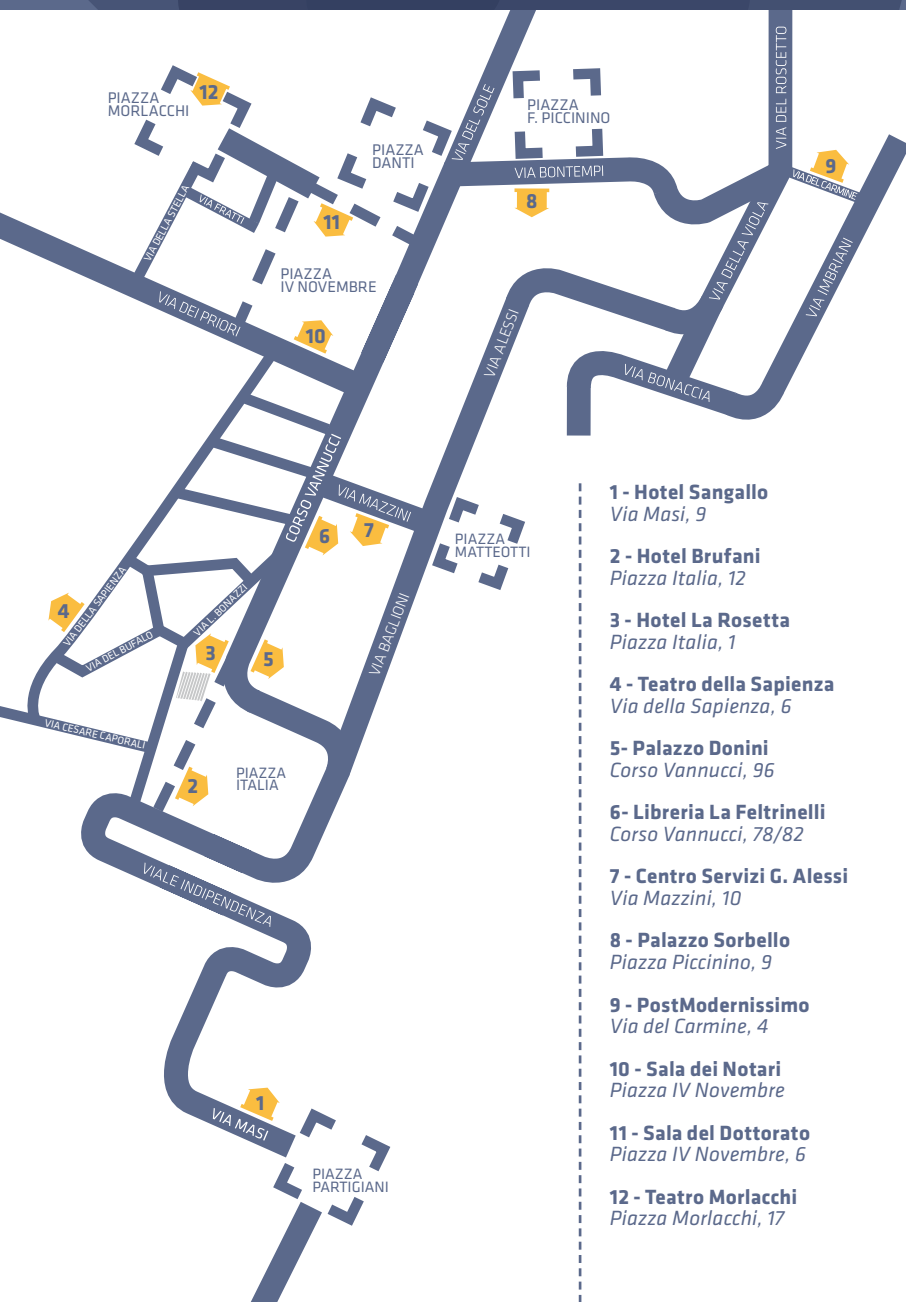 VIA DEL SOLE
VIA DEL ROSCETTO
12
PIAZZA
MORLACCHI
PIAZZA
F. PICCININO
PIAZZA
DANTI
VIA BONTEMPI
9
VIA DEL CARMINE
8
VIA DELLA STELLA
VIA FRATTI
11
VIA DELLA VIOLA
VIA IMBRIANI
PIAZZA
IV NOVEMBRE
VIA DEI PRIORI
10
VIA ALESSI
VIA BONACCIA
CORSO VANNUCCI
VIA MAZZINI
6
7
PIAZZA
MATTEOTTI
4
VIA DELLA SAPIENZA
VIA L. BONAZZI
VIA DEL BUFALO
3
5
VIA BAGLIONI
VIA CESARE CAPORALI
2
PIAZZA
ITALIA
VIALE INDIPENDENZA
1
VIA MASI
PIAZZA
PARTIGIANI
1 - Hotel Sangallo
Via Masi, 9
2 - Hotel Brufani
Piazza Italia, 12
3 - Hotel La Rosetta
Piazza Italia, 1
4 - Teatro della Sapienza
Via della Sapienza, 6
5- Palazzo Donini
Corso Vannucci, 96
6- Libreria La Feltrinelli
Corso Vannucci, 78/82
7 - Centro Servizi G. Alessi
Via Mazzini, 10
8 - Palazzo Sorbello
Piazza Piccinino, 9
9 - PostModernissimo
Via del Carmine, 4
10 - Sala dei Notari
Piazza IV Novembre
11 - Sala del Dottorato
Piazza IV Novembre, 6
12 - Teatro Morlacchi
Piazza Morlacchi, 17